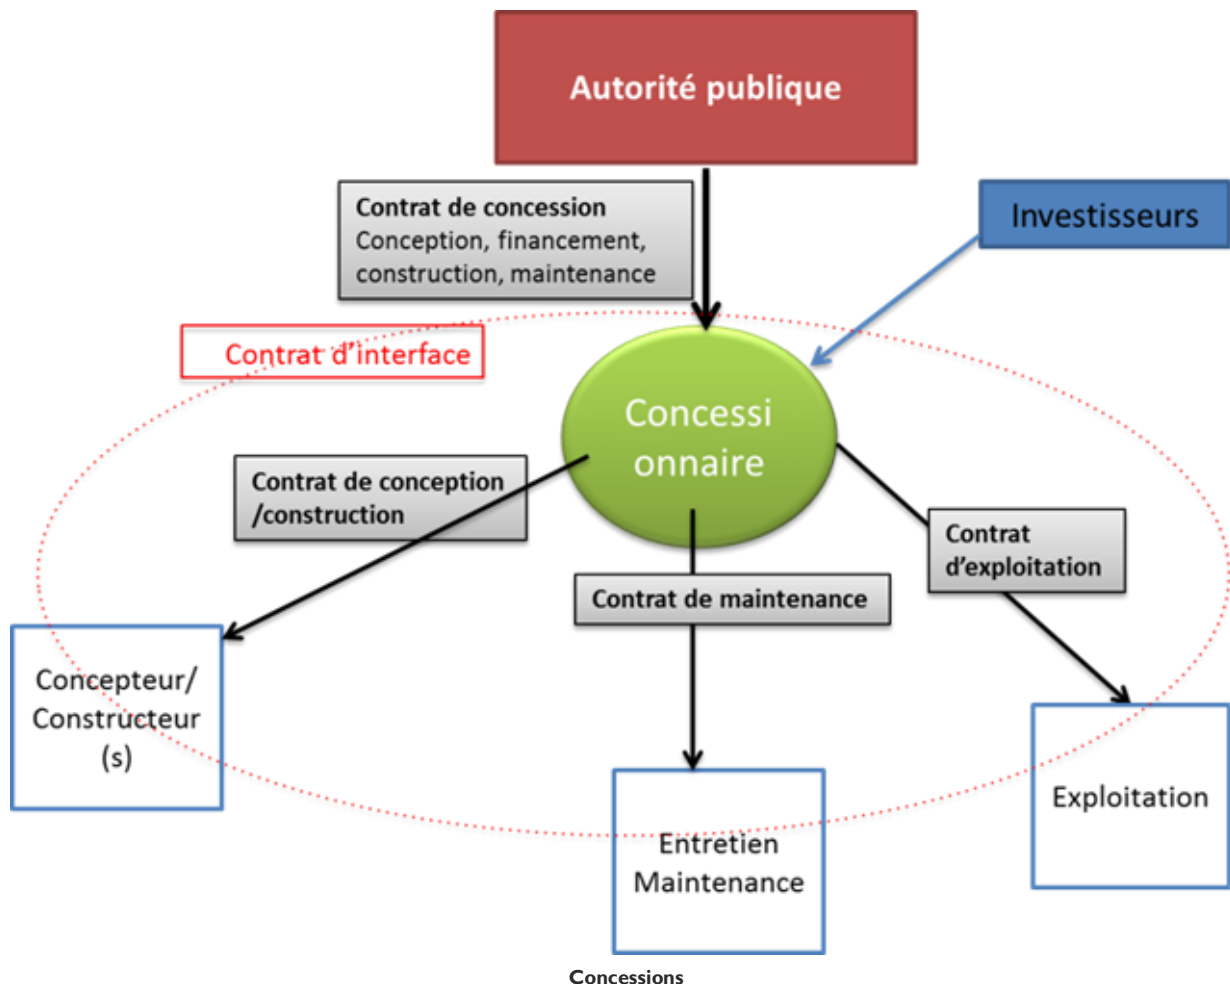 Autorité publique
Contrat de concession
Conception, financement,
construction, maintenance
Investisseurs
Contrat d’interface
Concessi
onnaire
Contrat de conception
/construction
Contrat
d’exploitation
Contrat de maintenance
Concepteur/
Constructeur
(s)
Exploitation
Entretien
Maintenance
Concessions